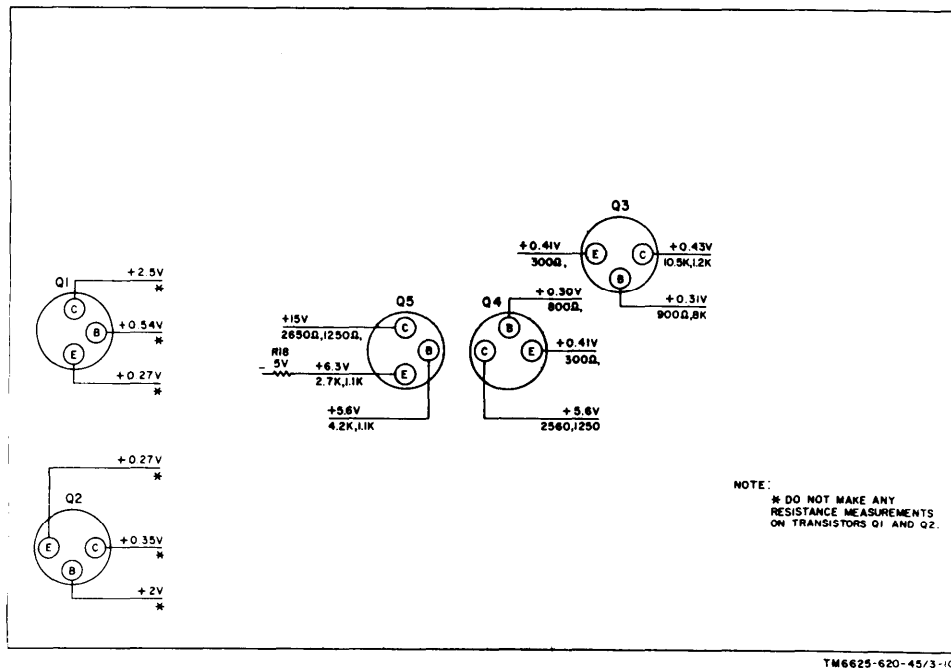 Q3
+0.41V
300Ω,
E
C
+0.43V
10.5K,1.2K
B
+0.31V
900Ω,8K
Q1
+2.5V
*
C
B
+0.54V
*
E
+0.27V
*
Q5
+15V
2650Ω,1250Ω,
C
B
R18
5V
+6.3V
2.7K,1.1K
E
+5.6V
4.2K,1.1K
Q4
+0.30V
800Ω,
B
C
E
+0.41V
300Ω,
+5.6V
2560,1250
+0.27V
*
Q2
E
C
+0.35V
*
B
+2V
*
NOTE:
* DO NOT MAKE ANY
RESISTANCE MEASUREMENTS
ON TRANSISTORS Q1 AND Q2.